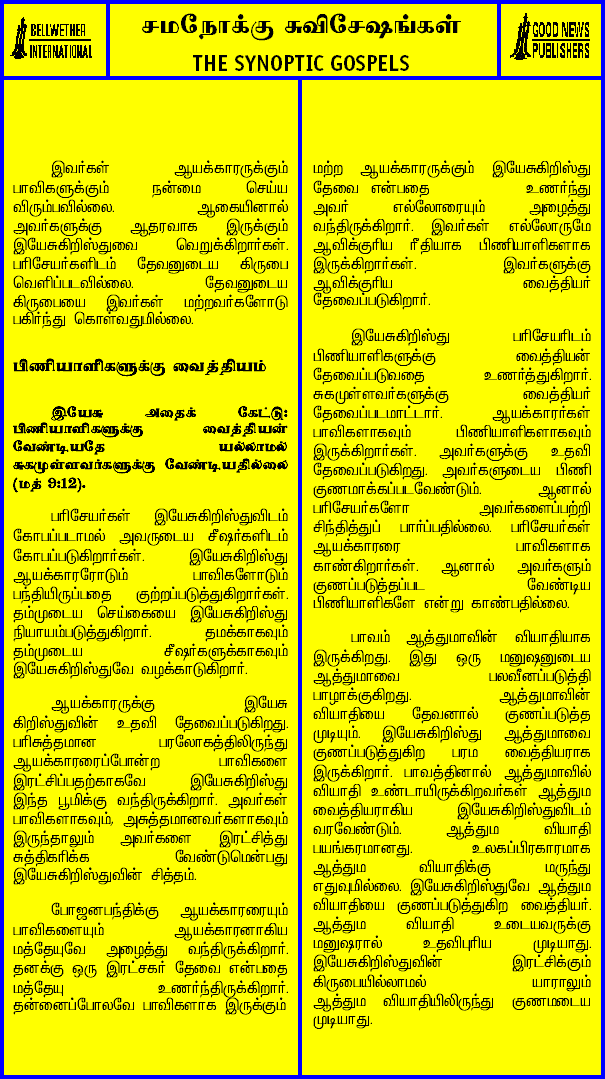 BELLWETHER
INTERNATIONAL
சமநோக்கு சுவிசேஷங்கள்
THE SYNOPTIC GOSPELS
GOOD NEWS
PUBLISHERS
இவர்கள் ஆயக்காரருக்கும்
பாவிகளுக்கும் நன்மை செய்ய
விரும்பவில்லை. ஆகையினால்
அவர்களுக்கு ஆதரவாக இருக்கும்
இயேசுகிறிஸ்துவை வெறுக்கிறார்கள்.
பரிசேயர்களிடம் தேவனுடைய கிருபை
வெளிப்படவில்லை. தேவனுடைய
கிருபையை இவர்கள் மற்றவர்களோடு
பகிர்ந்து கொள்வதுமில்லை.
பிணியாளிகளுக்கு வைத்தியம்
இயேசு அதைக் கேட்டு:
பிணியாளிகளுக்கு வைத்தியன்
வேண்டியதே யல்லாமல்
சுகமுள்ளவர்களுக்கு வேண்டியதில்லை
(மத் 9:12).
பரிசேயர்கள் இயேசுகிறிஸ்துவிடம்
கோபப்படாமல் அவருடைய சீஷர்களிடம்
கோபப்படுகிறார்கள். இயேசுகிறிஸ்து
ஆயக்காரரோடும் பாவிகளோடும்
பந்தியிருப்பதை குற்றப்படுத்துகிறார்கள்.
தம்முடைய செய்கையை இயேசுகிறிஸ்து
நியாயம்படுத்துகிறார். தமக்காகவும்
தம்முடைய சீஷர்களுக்காகவும்
இயேசுகிறிஸ்துவே வழக்காடுகிறார்.
ஆயக்காரருக்கு இயேசு
கிறிஸ்துவின் உதவி தேவைப்படுகிறது.
பரிசுத்தமான பரலோகத்திலிருந்து
ஆயக்காரரைப்போன்ற பாவிகளை
இரட்சிப்பதற்காகவே இயேசுகிறிஸ்து
இந்த பூமிக்கு வந்திருக்கிறார். அவர்கள்
பாவிகளாகவும், அசுத்தமானவர்களாகவும்
இருந்தாலும் அவர்களை இரட்சித்து
சுத்திகரிக்க வேண்டுமென்பது
இயேசுகிறிஸ்துவின் சித்தம்.
போஜனபந்திக்கு ஆயக்காரரையும்
பாவிகளையும் ஆயக்காரனாகிய
மத்தேயுவே அழைத்து வந்திருக்கிறார்.
தனக்கு ஒரு இரட்சகர் தேவை என்பதை
மத்தேயு உணர்ந்திருக்கிறார்.
தன்னைப்போலவே பாவிகளாக இருக்கும்
மற்ற ஆயக்காரருக்கும் இயேசுகிறிஸ்து
தேவை என்பதை உணர்ந்து
அவர் எல்லோரையும் அழைத்து
வந்திருக்கிறார். இவர்கள் எல்லோருமே
ஆவிக்குரிய ரீதியாக பிணியாளிகளாக
இருக்கிறார்கள். இவர்களுக்கு
ஆவிக்குரிய வைத்தியர்
தேவைப்படுகிறார்.
இயேசுகிறிஸ்து பரிசேயரிடம்
பிணியாளிகளுக்கு வைத்தியன்
தேவைப்படுவதை உணர்த்துகிறார்.
சுகமுள்ளவர்களுக்கு வைத்தியர்
தேவைப்படமாட்டார். ஆயக்காரர்கள்
பாவிகளாகவும் பிணியாளிகளாகவும்
இருக்கிறார்கள். அவர்களுக்கு உதவி
தேவைப்படுகிறது. அவர்களுடைய பிணி
குணமாக்கப்படவேண்டும். ஆனால்
பரிசேயர்களோ அவர்களைப்பற்றி
சிந்தித்துப் பார்ப்பதில்லை. பரிசேயர்கள்
ஆயக்காரரை பாவிகளாக
காண்கிறார்கள். ஆனால் அவர்களும்
குணப்படுத்தப்பட வேண்டிய
பிணியாளிகளே என்று காண்பதில்லை.
பாவம் ஆத்துமாவின் வியாதியாக
இருக்கிறது. இது ஒரு மனுஷனுடைய
ஆத்துமாவை பலவீனப்படுத்தி
பாழாக்குகிறது. ஆத்துமாவின்
வியாதியை தேவனால் குணப்படுத்த
முடியும். இயேசுகிறிஸ்து ஆத்துமாவை
குணப்படுத்துகிற பரம வைத்தியராக
இருக்கிறார். பாவத்தினால் ஆத்துமாவில்
வியாதி உண்டாயிருக்கிறவர்கள் ஆத்தும
வைத்தியராகிய இயேசுகிறிஸ்துவிடம்
வரவேண்டும். ஆத்தும வியாதி
பயங்கரமானது. உலகப்பிரகாரமாக
ஆத்தும வியாதிக்கு மருந்து
எதுவுமில்லை. இயேசுகிறிஸ்துவே ஆத்தும
வியாதியை குணப்படுத்துகிற வைத்தியர்.
ஆத்தும வியாதி உடையவருக்கு
மனுஷரால் உதவிபுரிய முடியாது.
இயேசுகிறிஸ்துவின் இரட்சிக்கும்
கிருபையில்லாமல் யாராலும்
ஆத்தும வியாதியிலிருந்து குணமடைய
முடியாது.